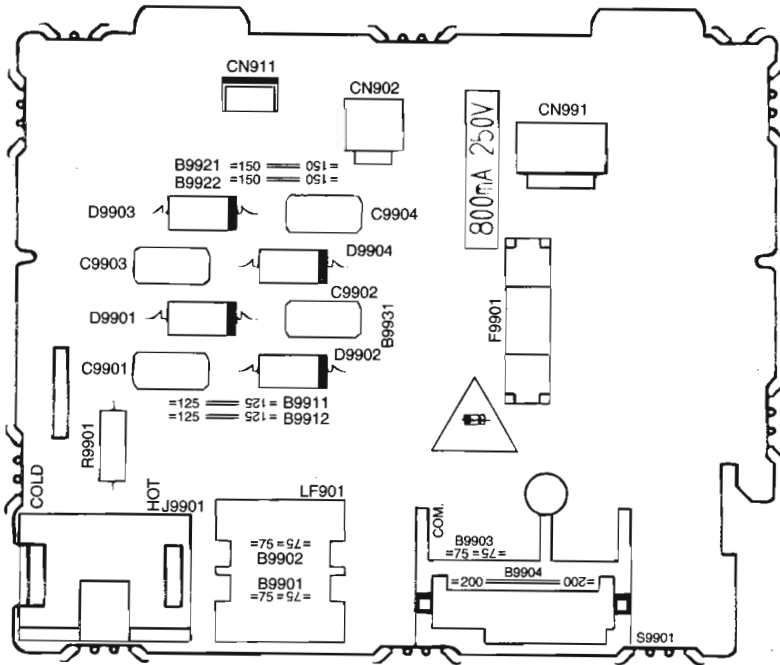 CN911
CN902
CN991
800mA 250V
B9921 =150 ═══ 150=
B9922 =150 ═══ 150=
D9903
C9904
D9904
C9903
C9902
D9901
B9931
F9901
D9902
C9901
=125 ═══ 125= B9911
=125 ═══ 125= B9912
R9901
COLD
HOT
J9901
LF901
COM.
=75=75=
B9902
B9901
=75=75=
B9903
=75=75=
B9904
=200 ═══ 200=
S9901